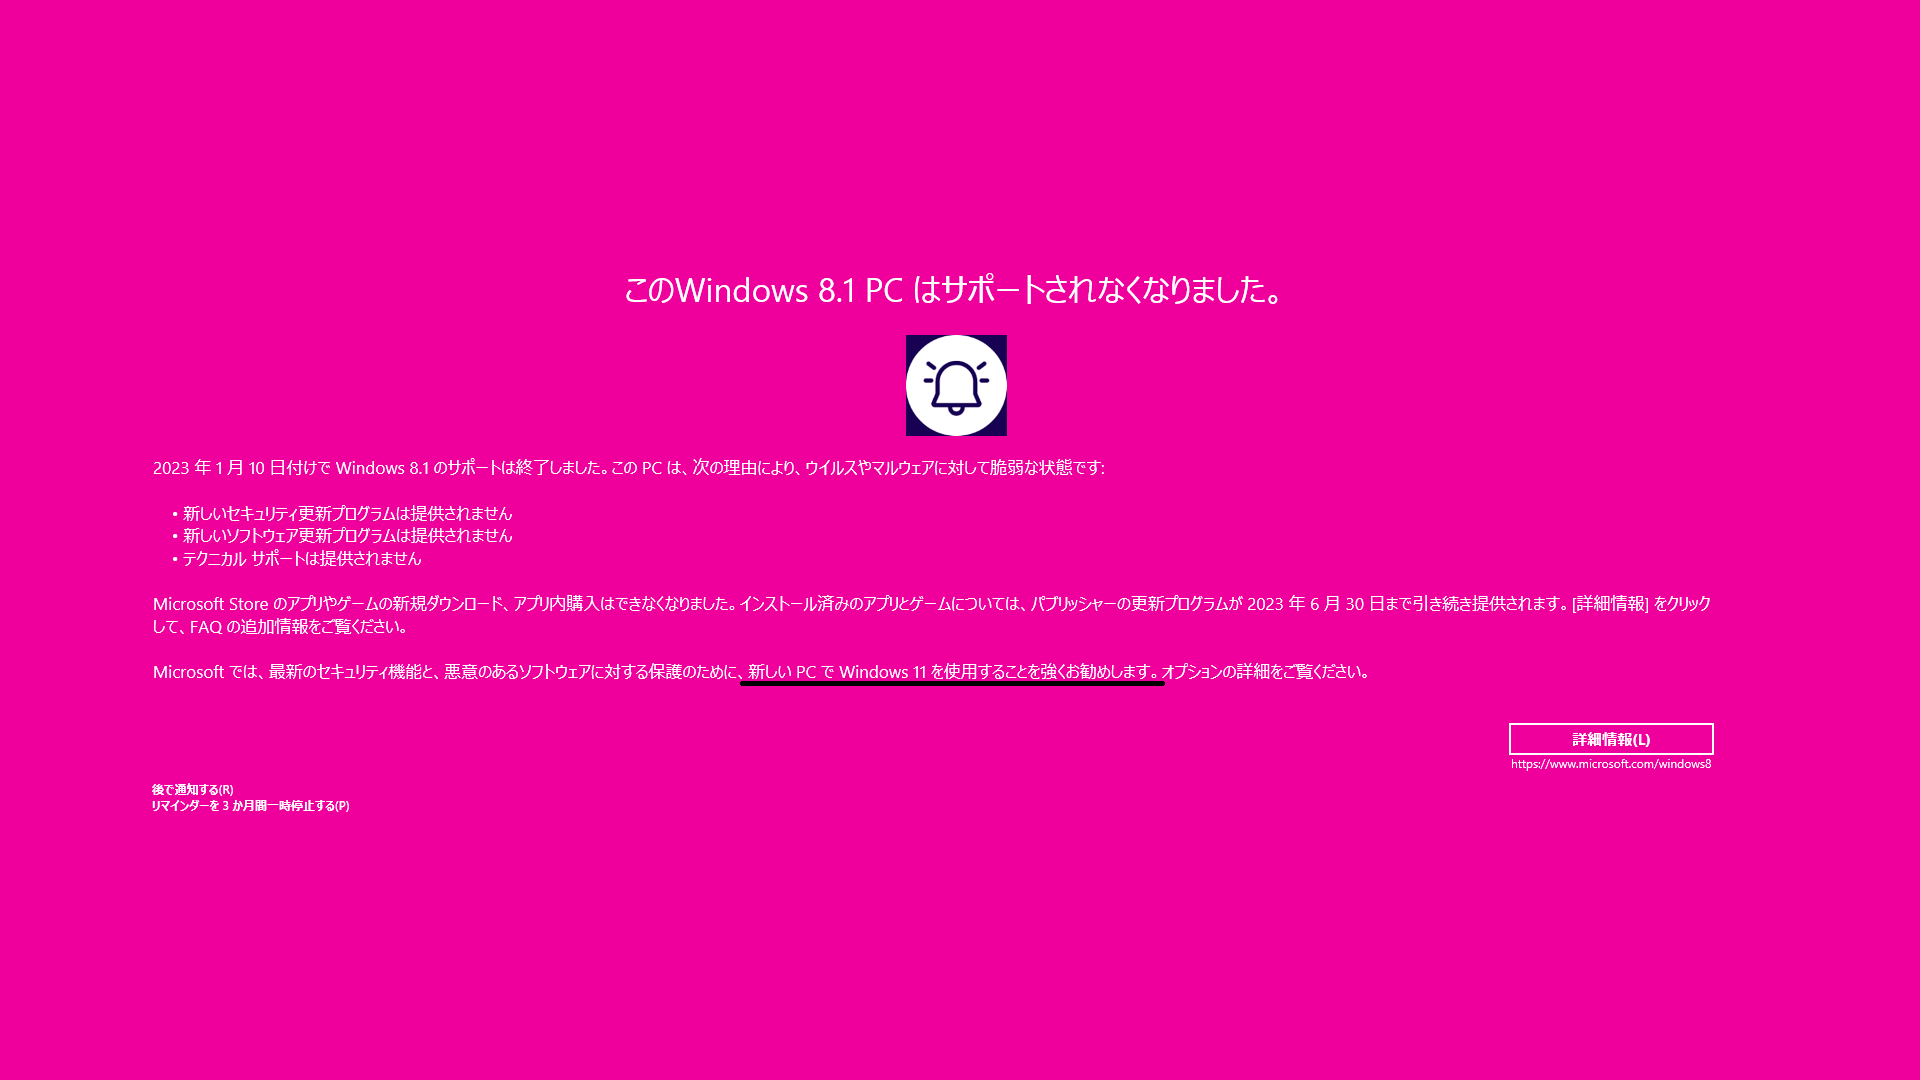 このWindows 8.1 PC はサポートされなくなりました。
2023 年 1 月 10 日付けで Windows 8.1 のサポートは終了しました。この PC は、次の理由により、ウイルスやマルウェアに対して脆弱な状態です:
• 新しいセキュリティ更新プログラムは提供されません
• 新しいソフトウェア更新プログラムは提供されません
• テクニカル サポートは提供されません
Microsoft Store のアプリやゲームの新規ダウンロード、アプリ内購入はできなくなりました。インストール済みのアプリとゲームについては、パブリッシャーの更新プログラムが 2023 年 6 月 30 日まで引き続き提供されます。[詳細情報] をクリック
して、FAQ の追加情報をご覧ください。
Microsoft では、最新のセキュリティ機能と、悪意のあるソフトウェアに対する保護のために、新しい PC で Windows 11 を使用することを強くお勧めします。オプションの詳細をご覧ください。
詳細情報(L)
https://www.microsoft.com/windows8
後で通知する(R)
リマインダーを 3 か月間一時停止する(P)